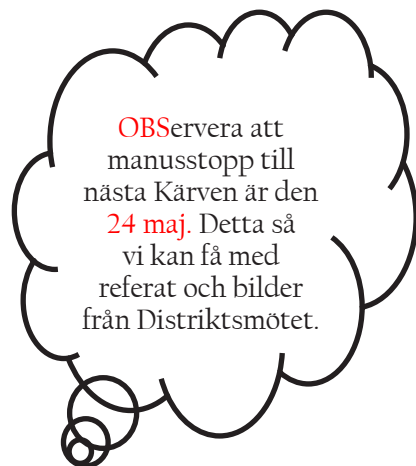 OBServera att
manusstopp till
nästa Kärven är den
24 maj. Detta så
vi kan få med
referat och bilder
från Distriktsmötet.